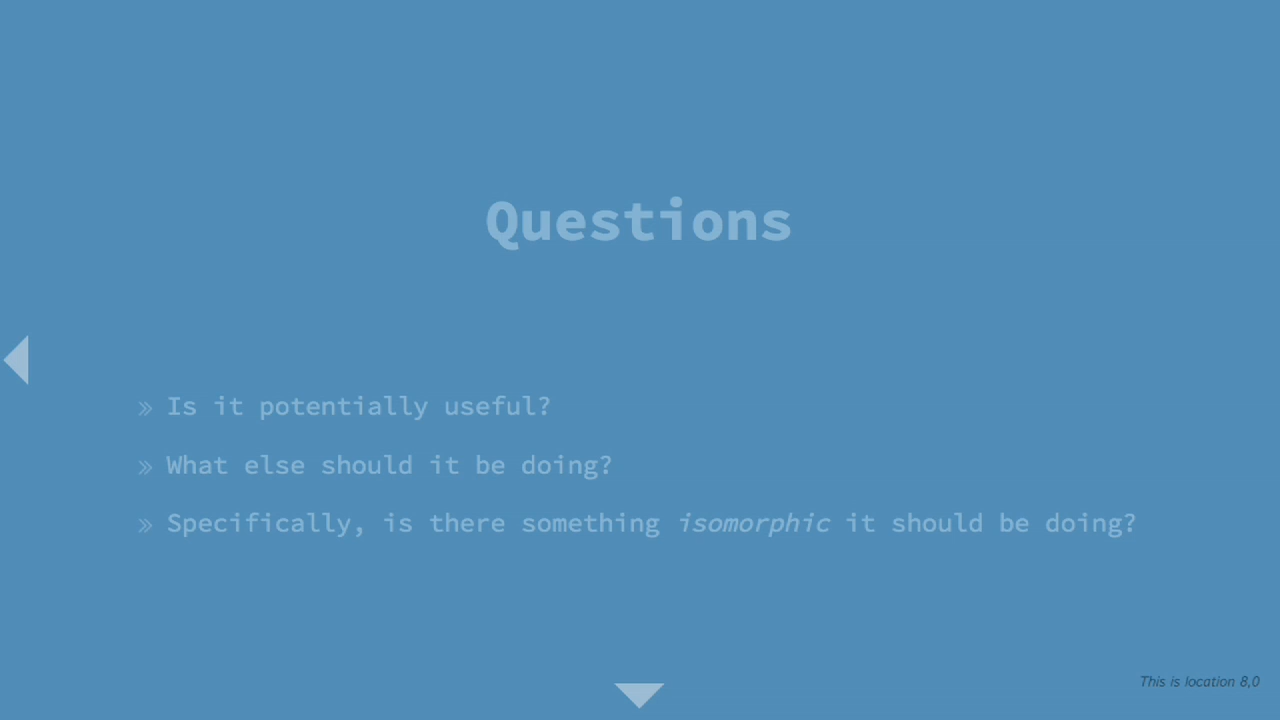 Questions
» Is it potentially useful?
» What else should it be doing?
» Specifically, is there something isomorphic it should be doing?
This is location 8,0